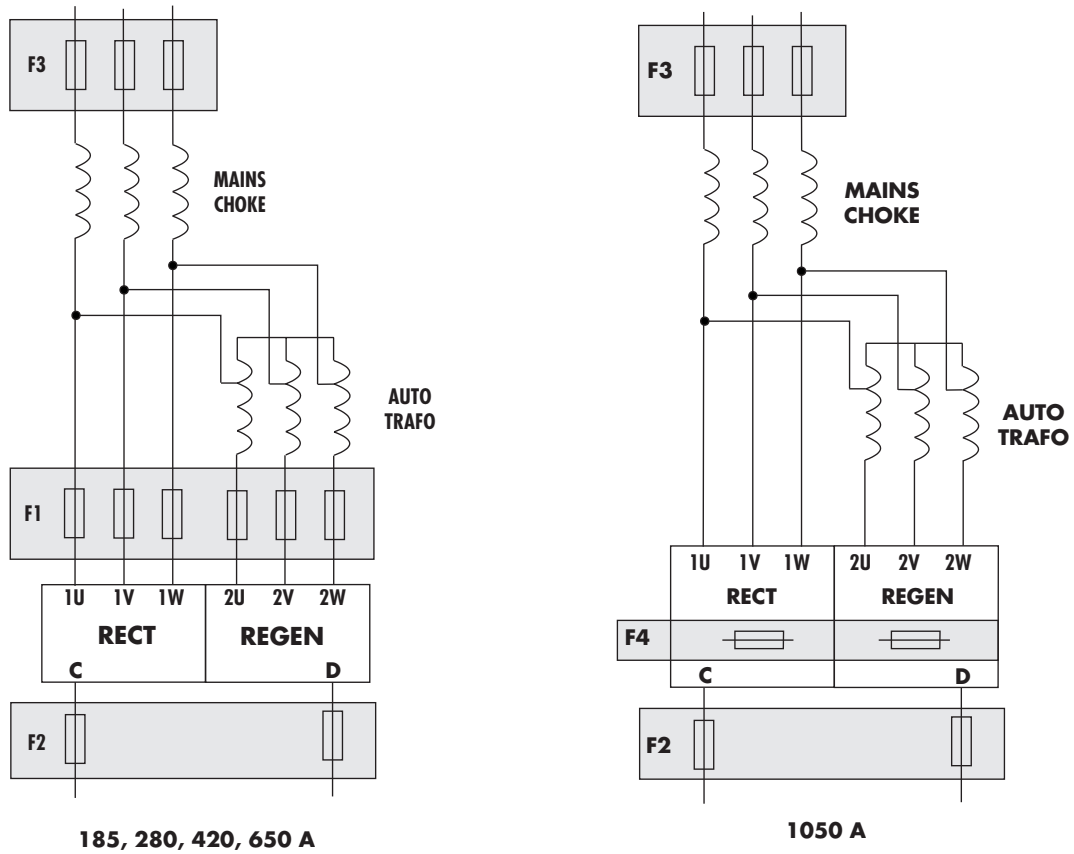 F3
MAINS
CHOKE
AUTO
TRAFO
F1
1U 1V 1W 2U 2V 2W
RECT REGEN
C D
F2
185, 280, 420, 650 A
F3
MAINS
CHOKE
AUTO
TRAFO
1U 1V 1W 2U 2V 2W
RECT REGEN
F4
C D
F2
1050 A